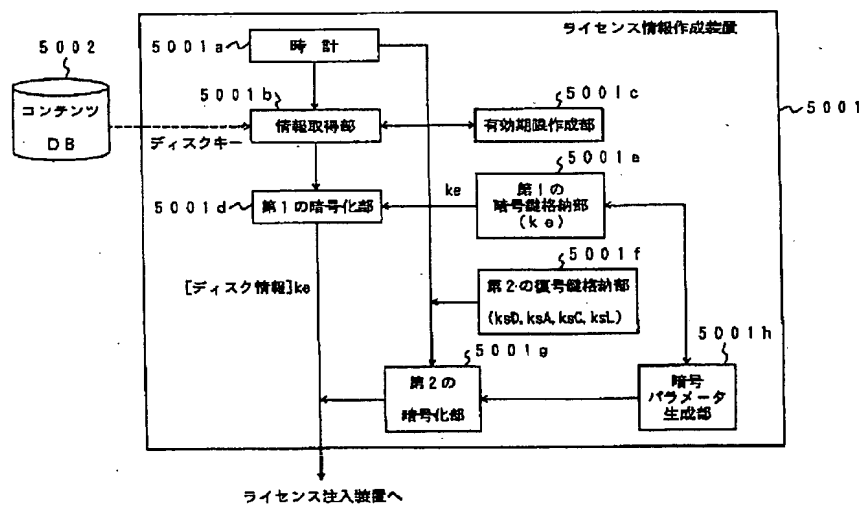 ライセンス情報作成装置
5002
5001a
時計
5001b
5001c
5001
コンテンツ
DB
ディスクキー
情報取得部
有効期限作成部
5001e
5001d
第1の暗号化部
ke
第1の
暗号鍵格納部
(ke)
5001f
[ディスク情報]ke
第2の復号鍵格納部
(ksD, ksA, ksC, ksL)
5001g
5001h
第2の
暗号化部
暗号
パラメータ
生成部
ライセンス注入装置へ